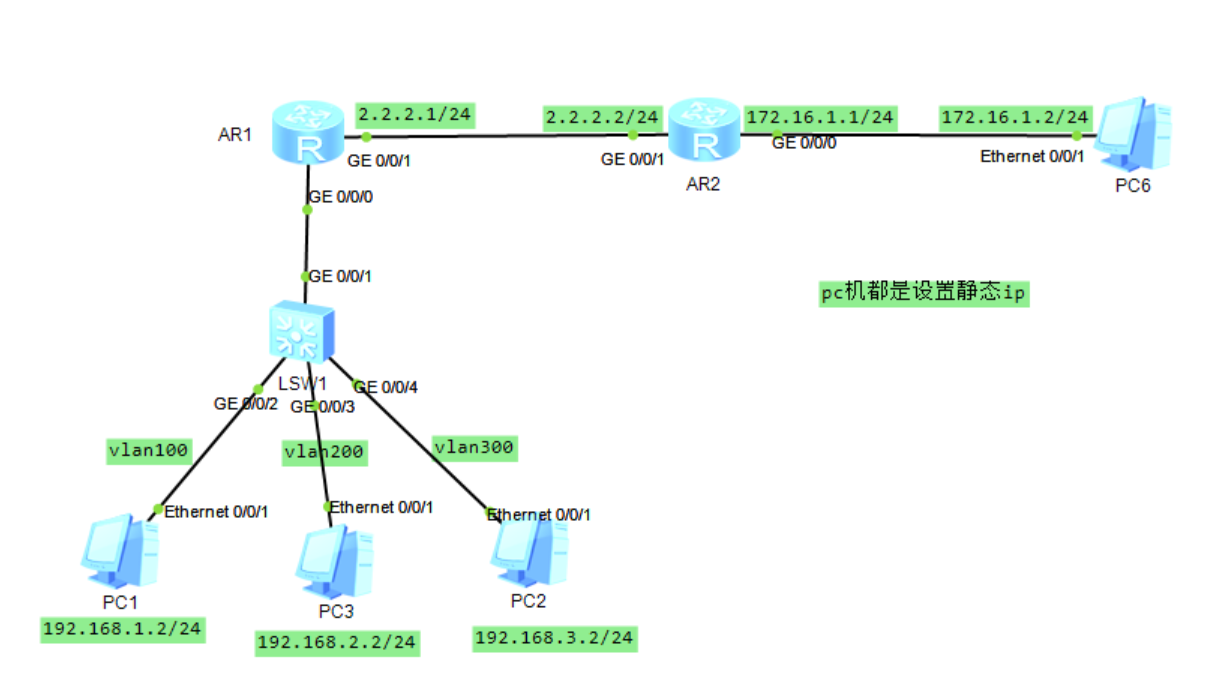 2.2.2.1/24
2.2.2.2/24
172.16.1.1/24
172.16.1.2/24
AR1
R
R
GE 0/0/1
GE 0/0/1
GE 0/0/0
Ethernet 0/0/1
AR2
PC6
GE 0/0/0
GE 0/0/1
pc机都是设置静态ip
LSW1
GE 0/0/4
GE 0/0/2
GE 0/0/3
vlan100
vlan200
vlan300
Ethernet 0/0/1
Ethernet 0/0/1
Ethernet 0/0/1
PC1
PC3
PC2
192.168.1.2/24
192.168.2.2/24
192.168.3.2/24